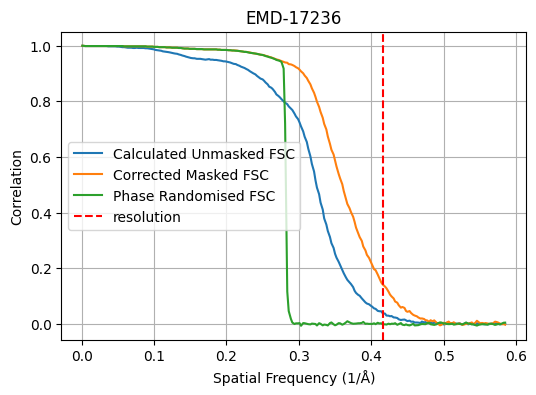 EMD-17236
1.0
0.8
0.6
0.4
0.2
0.0
Correlation
Calculated Unmasked FSC
Corrected Masked FSC
Phase Randomised FSC
resolution
0.0 0.1 0.2 0.3 0.4 0.5 0.6
Spatial Frequency (1/Å)